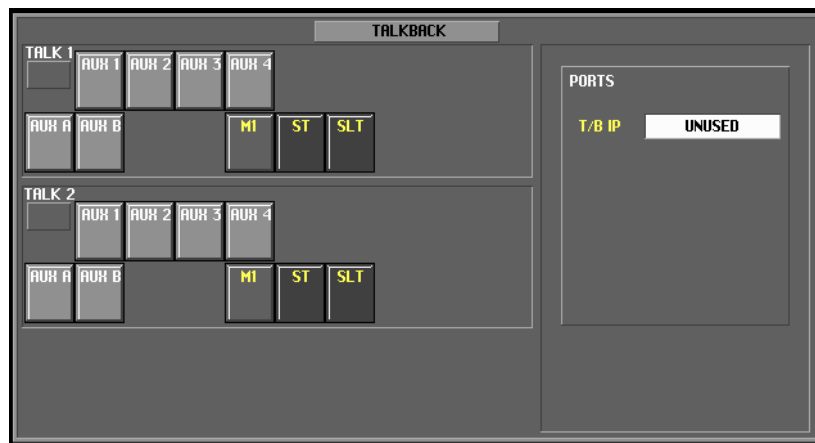 TALKBACK
TALK 1
AUX 1 AUX 2 AUX 3 AUX 4
AUX A AUX B M1 ST SLT
TALK 2
AUX 1 AUX 2 AUX 3 AUX 4
AUX A AUX B M1 ST SLT
PORTS
T/B IP UNUSED